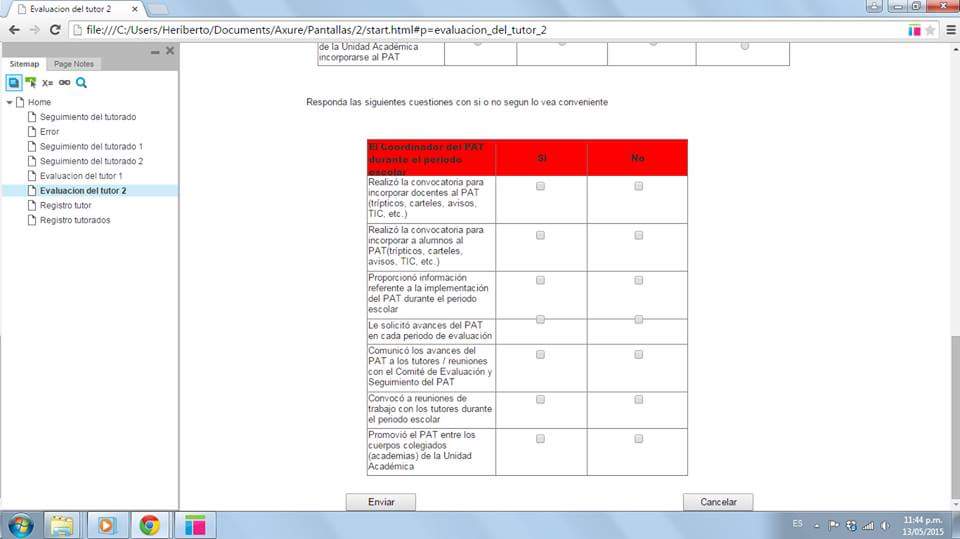 Evaluacion del tutor 2
file:///C:/Users/Heriberto/Documents/Axure/Pantallas/2/start.html#p=evaluacion_del_tutor_2
Sitemap
Page Notes
X=
Home
Seguimiento del tutorado
Error
Seguimiento del tutorado 1
Seguimiento del tutorado 2
Evaluacion del tutor 1
Evaluacion del tutor 2
Registro tutor
Registro tutorados
de la Unidad Académica
incorporarse al PAT
Responda las siguientes cuestiones con si o no segun lo vea conveniente
El Coordinador del PAT
durante el periodo
escolar
Si
No
Realizó la convocatoria para
incorporar docentes al PAT
(trípticos, carteles, avisos,
TIC, etc.)
Realizó la convocatoria para
incorporar a alumnos al
PAT(trípticos, carteles,
avisos, TIC, etc.)
Proporcionó información
referente a la implementación
del PAT durante el periodo
escolar
Le solicitó avances del PAT
en cada periodo de evaluación
Comunicó los avances del
PAT a los tutores / reuniones
con el Comité de Evaluación y
Seguimiento del PAT
Convocó a reuniones de
trabajo con los tutores durante
el periodo escolar
Promovió el PAT entre los
cuerpos colegiados
(academias) de la Unidad
Académica
Enviar
Cancelar
ES
11:44 p.m.
13/05/2015